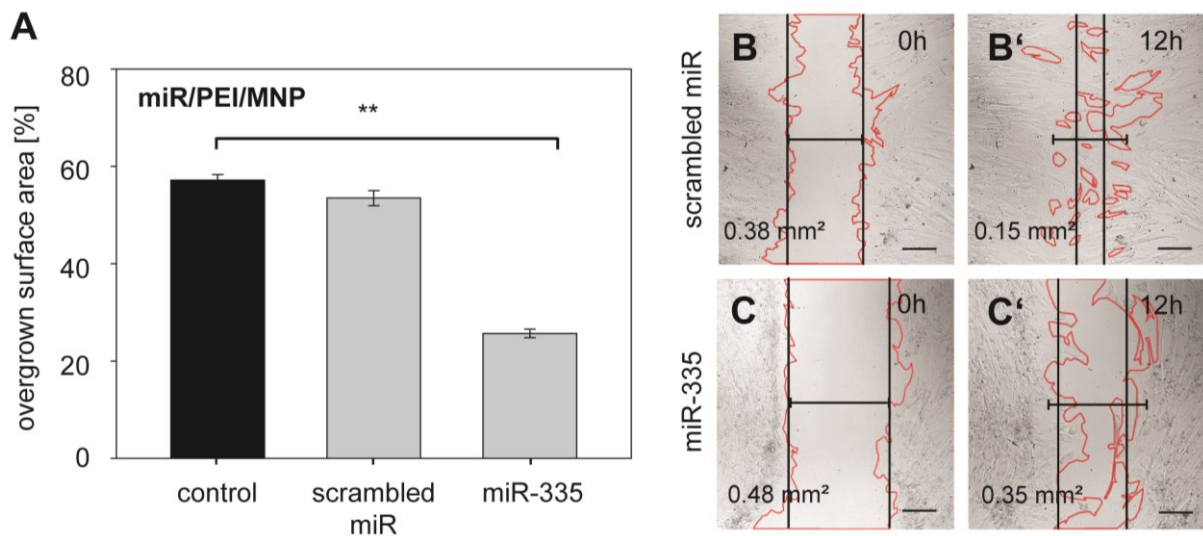 A
miR/PEI/MNP
**
overgrown surface area [%]
80
60
40
20
0
control
scrambled
miR
miR-335
scrambled miR
B
0h
0.38 mm²
B‘
12h
0.15 mm²
miR-335
C
0h
0.48 mm²
C‘
12h
0.35 mm²